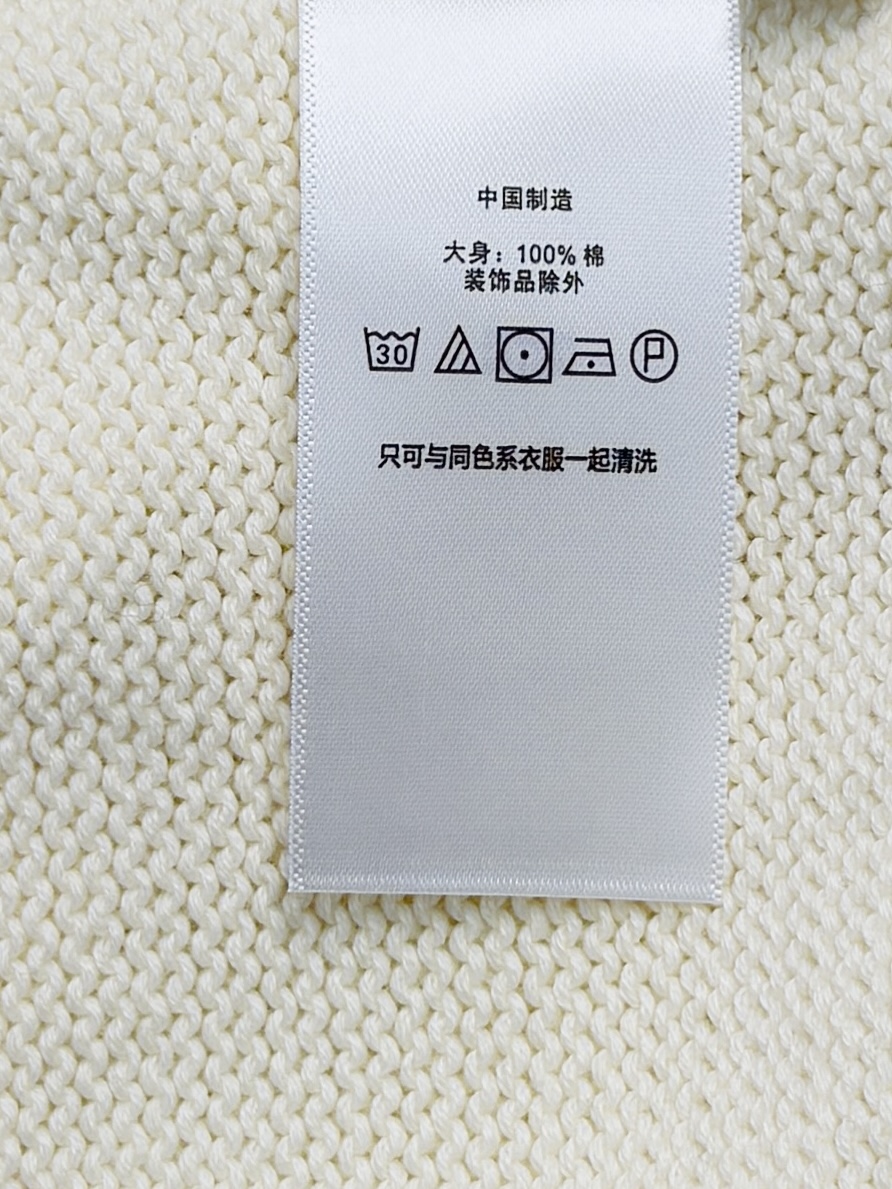 中国制造
大身：100% 棉
装饰品除外
30 P
只可与同色系衣服一起清洗